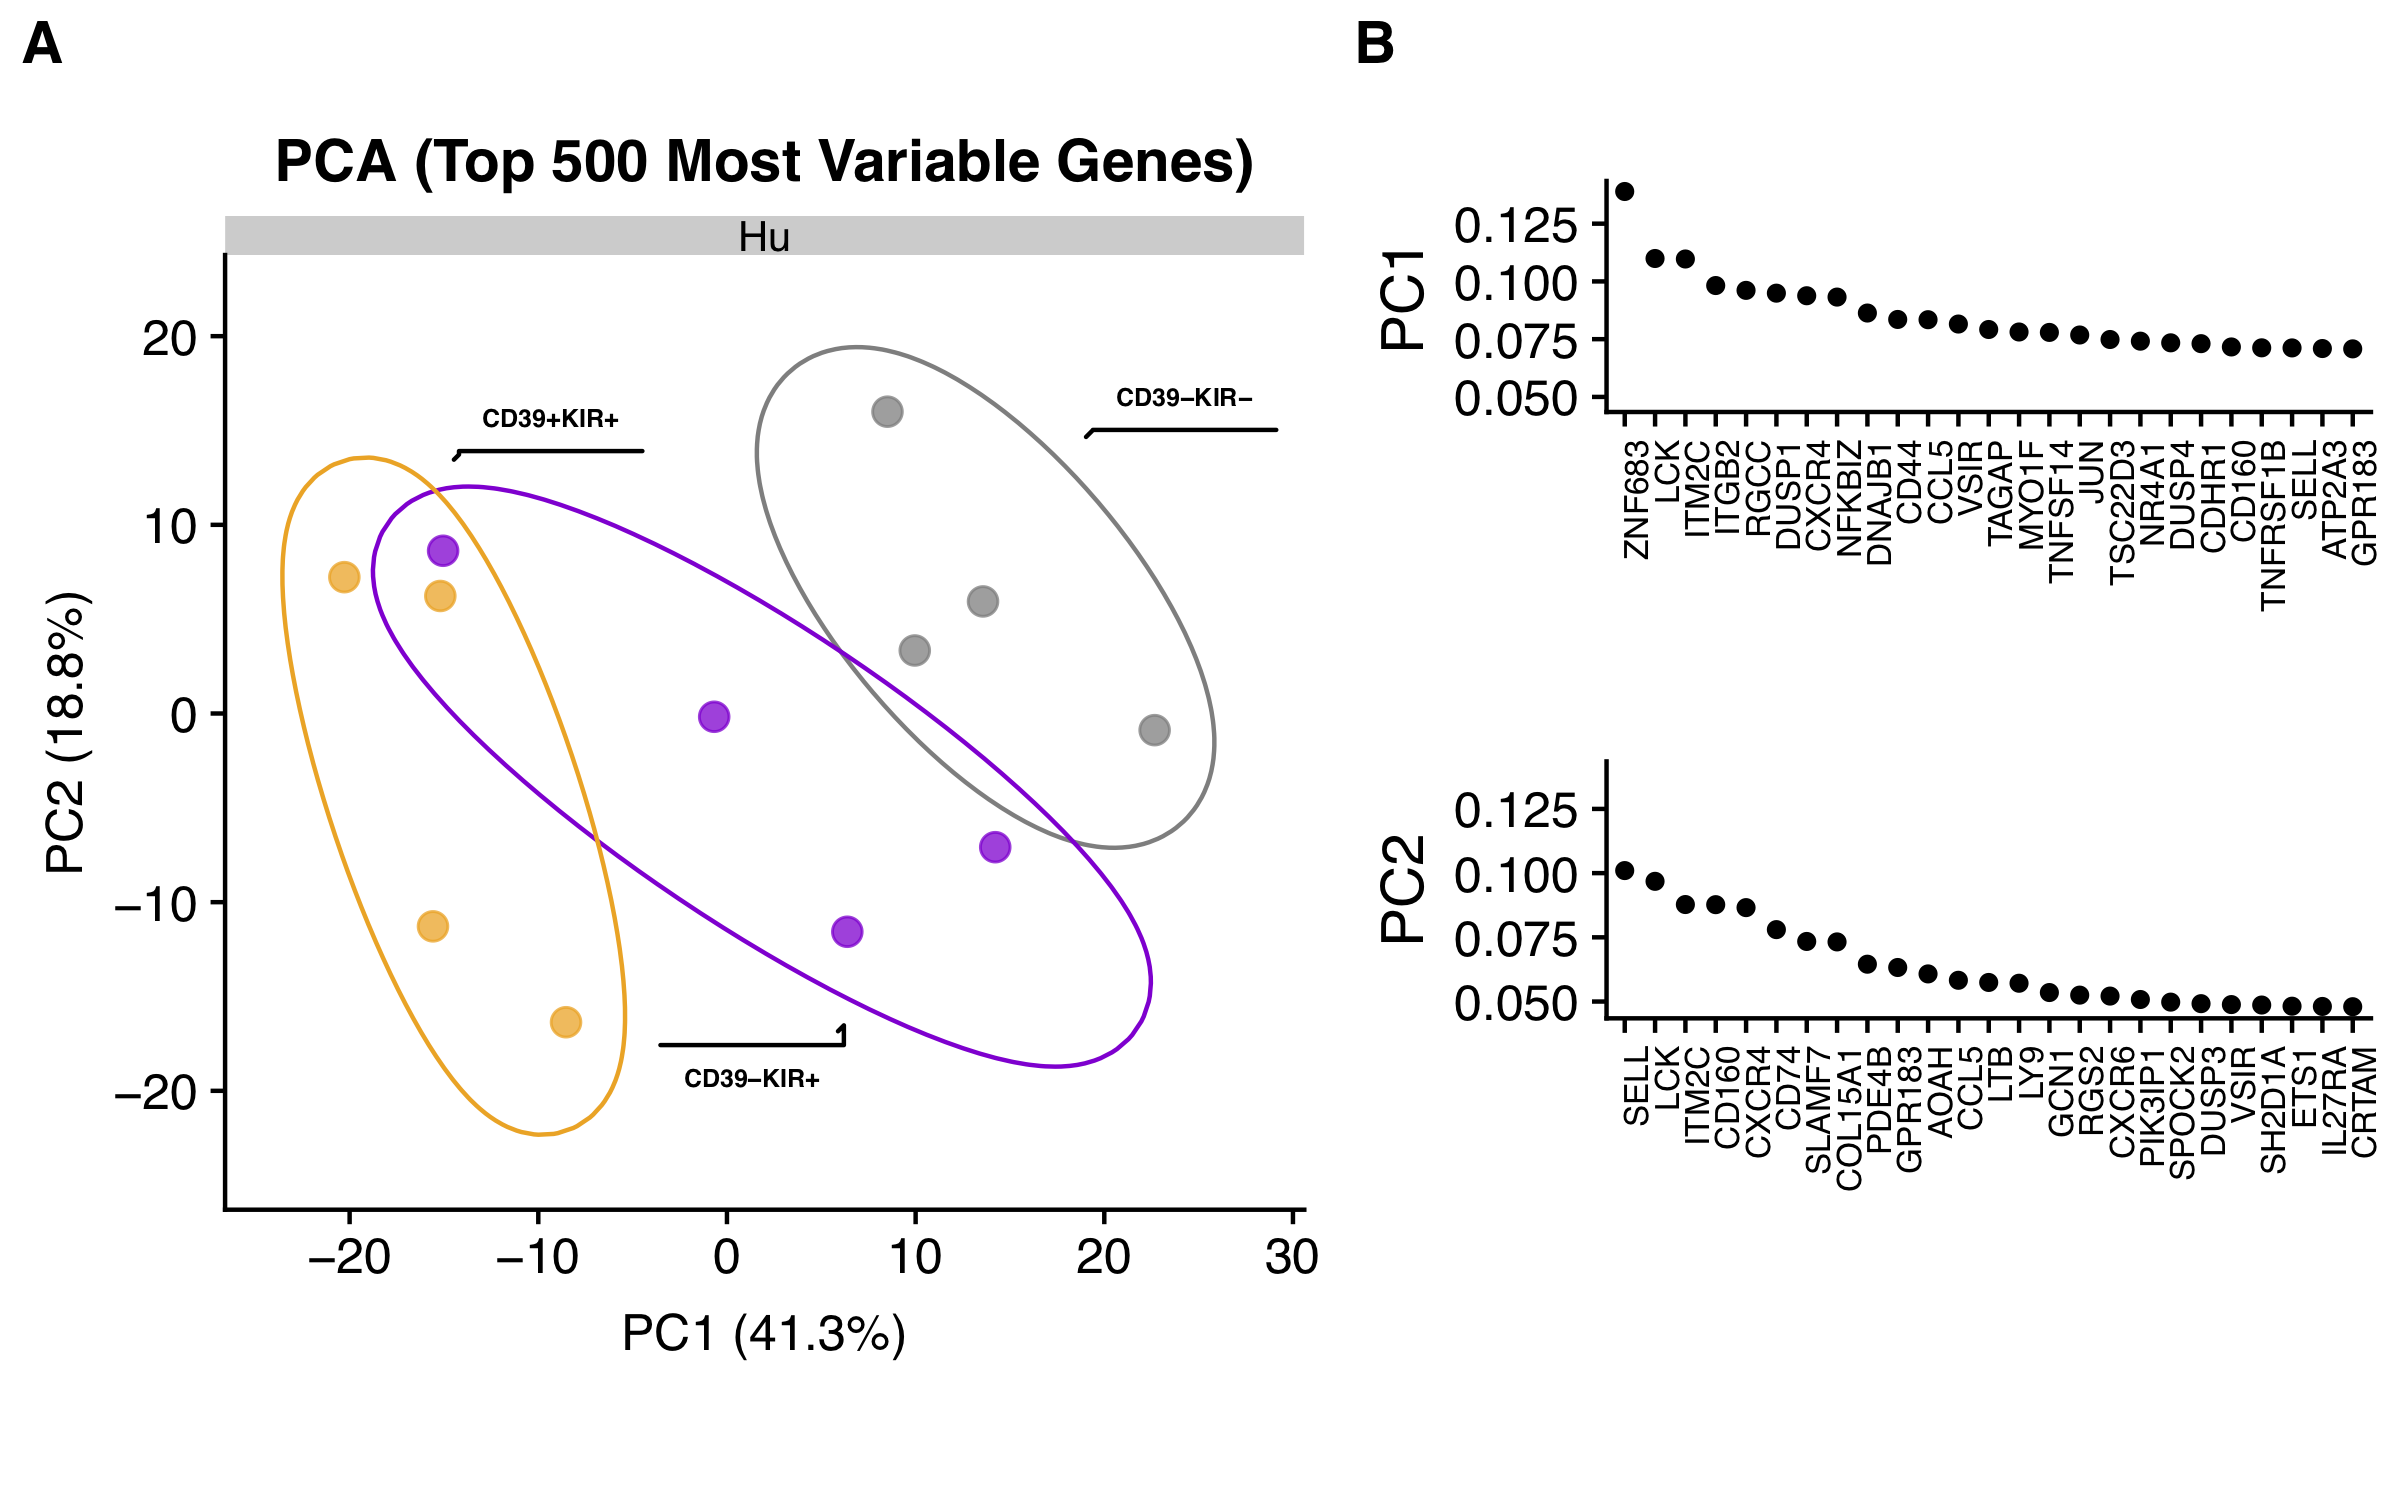 A
B
PCA (Top 500 Most Variable Genes)
Hu
PC2 (18.8%)
20
10
0
−10
−20
CD39+KIR+
CD39−KIR−
CD39−KIR+
−20
−10
0
10
20
30
PC1 (41.3%)
PC1
0.125
0.100
0.075
0.050
ZNF683
LCK
ITM2C
ITGB2
RGCC
DUSP1
CXCR4
NFKBIZ
DNAJB1
CD44
CCL5
VSIR
TAGAP
MYO1F
TNFSF14
JUN
TSC22D3
NR4A1
DUSP4
CDHR1
CD160
TNFRSF1B
SELL
ATP2A3
GPR183
PC2
0.125
0.100
0.075
0.050
SELL
LCK
ITM2C
CD160
CXCR4
CD74
SLAMF7
COL15A1
PDE4B
GPR183
AOAH
CCL5
LTB
LY9
GCN1
RGS2
CXCR6
PIK3IP1
SPOCK2
DUSP3
VSIR
SH2D1A
ETS1
IL27RA
CRTAM